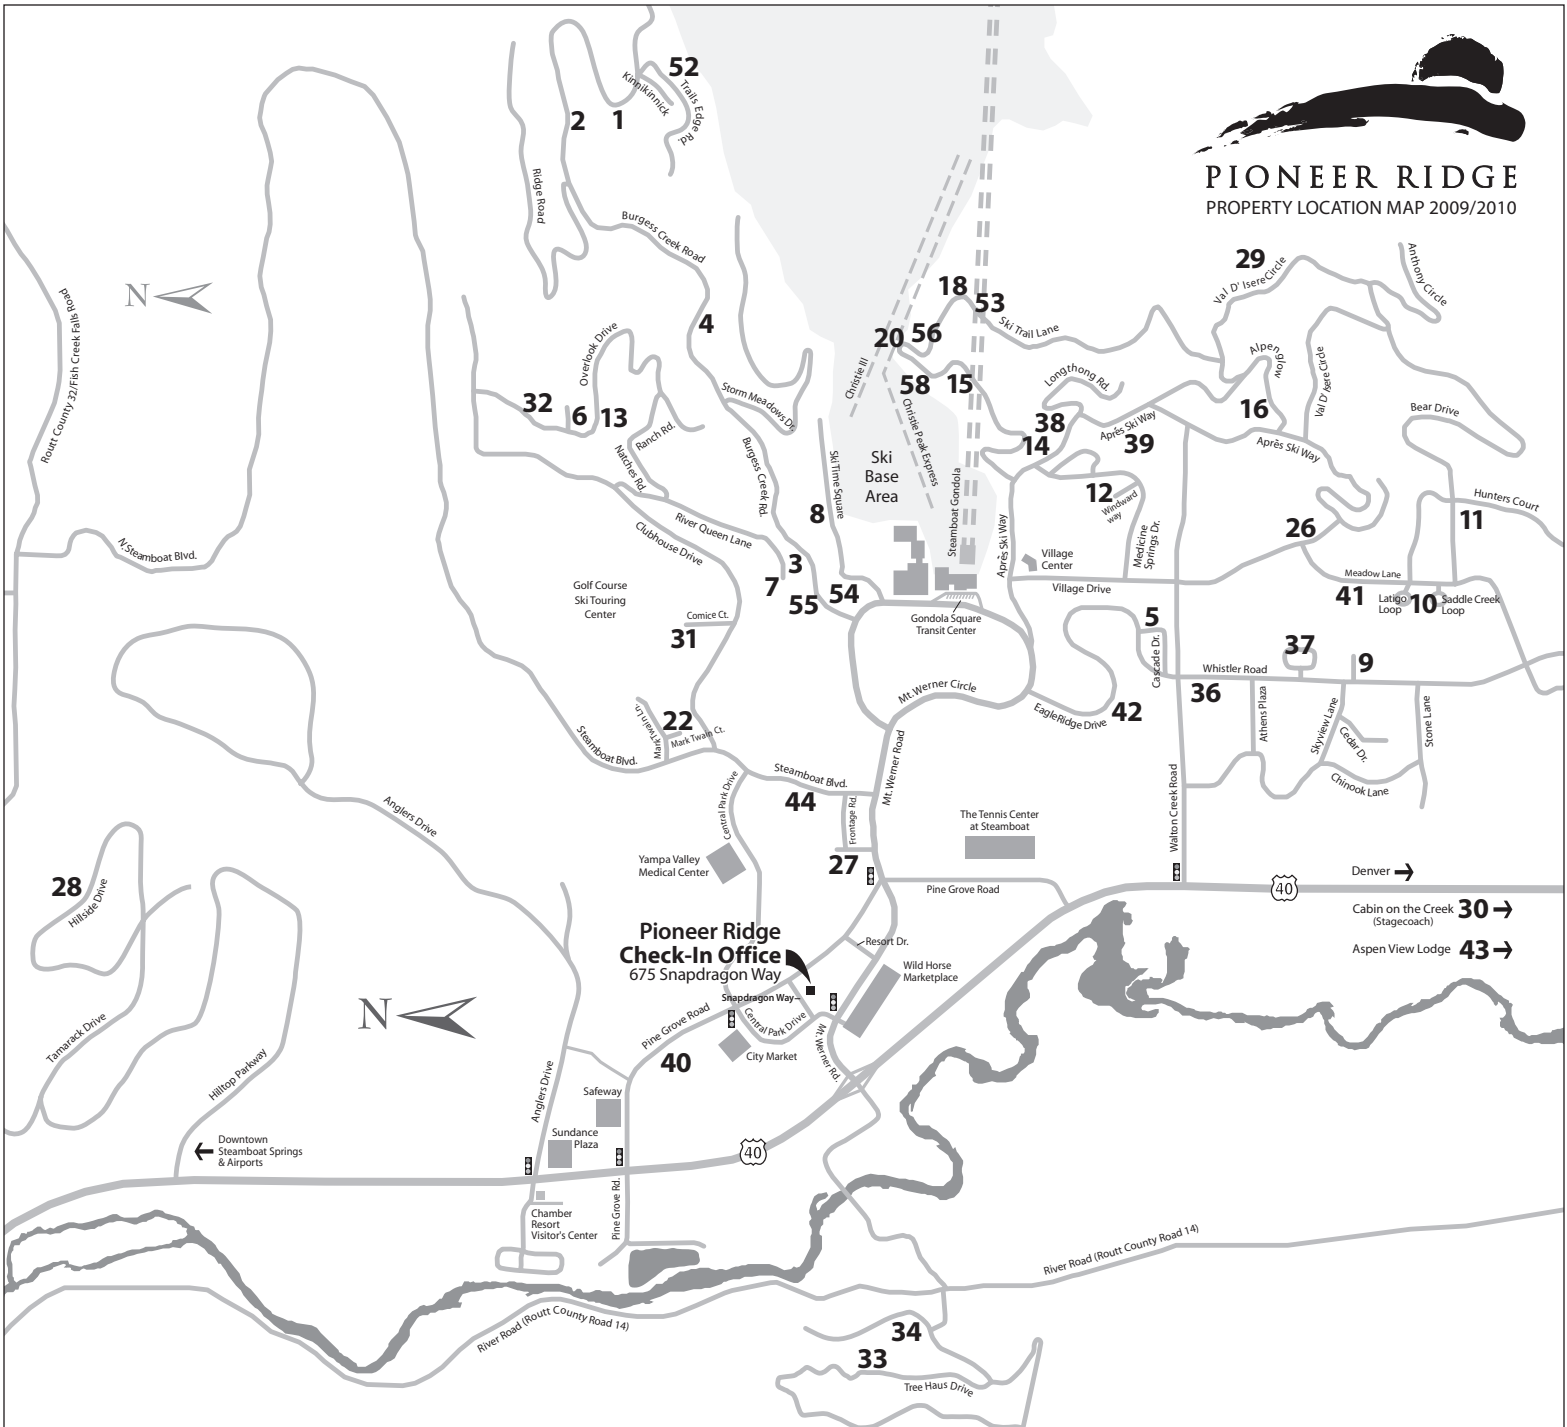 PIONEER RIDGE
PROPERTY LOCATION MAP 2009/2010
52
Kinnikinnick
Trails Edge Rd.
2
1
Ridge Road
Burgess Creek Road
N
Routt County 32/Fish Creek Falls Road
4
Overlook Drive
32
6
13
Storm Meadows Dr.
Ranch Rd.
Natches Rd.
Burgess Creek Rd.
River Queen Lane
Clubhouse Drive
N. Steamboat Blvd.
18
53
20
56
Ski Trail Lane
Christie III
58
15
Christie Peak Express
Ski
Base
Area
Ski Time Square
8
Steamboat Gondola
29
Val D' Isere Circle
Anthony Circle
Alpen glow
Longthong Rd.
16
Val D' Isere Circle
Bear Drive
38
14
Après Ski Way
39
Après Ski Way
12
Windward
way
Hunters Court
11
26
Après Ski Way
Medicine
Springs Dr.
Village
Center
Village Drive
Meadow Lane
41
Latigo
Loop
10
Saddle Creek
Loop
3
7
55
54
Golf Course
Ski Touring
Center
Comice Ct.
31
Gondola Square
Transit Center
5
Cascade Dr.
37
9
Whistler Road
36
Mt. Werner Circle
Eagle Ridge Drive
42
Athens Plaza
Skyview Lane
Cedar Dr.
Stone Lane
Chinook Lane
22
Mark Twain Ln.
Mark Twain Ct.
Steamboat Blvd.
Steamboat Blvd.
44
Central Park Drive
Frontage Rd.
Mt. Werner Road
Walton Creek Road
The Tennis Center
at Steamboat
Anglers Drive
Yampa Valley
Medical Center
27
Pine Grove Road
40
Denver
Cabin on the Creek 30
(Stagecoach)
Aspen View Lodge 43
28
Hillside Drive
Pioneer Ridge
Check-In Office
675 Snapdragon Way
Resort Dr.
Wild Horse
Marketplace
Snapdragon Way
N
Central Park Drive
Pine Grove Road
City Market
Mt. Werner Rd.
40
Tamarack Drive
Hilltop Parkway
Anglers Drive
Safeway
Sundance
Plaza
Downtown
Steamboat Springs
& Airports
40
Chamber
Resort
Visitor's Center
Pine Grove Rd.
River Road (Routt County Road 14)
River Road (Routt County Road 14)
34
33
Tree Haus Drive